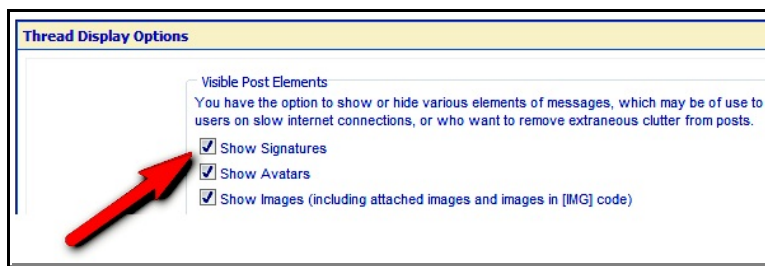 Thread Display Options
Visible Post Elements
You have the option to show or hide various elements of messages, which may be of use to
users on slow internet connections, or who want to remove extraneous clutter from posts.
Show Signatures
Show Avatars
Show Images (including attached images and images in [IMG] code)